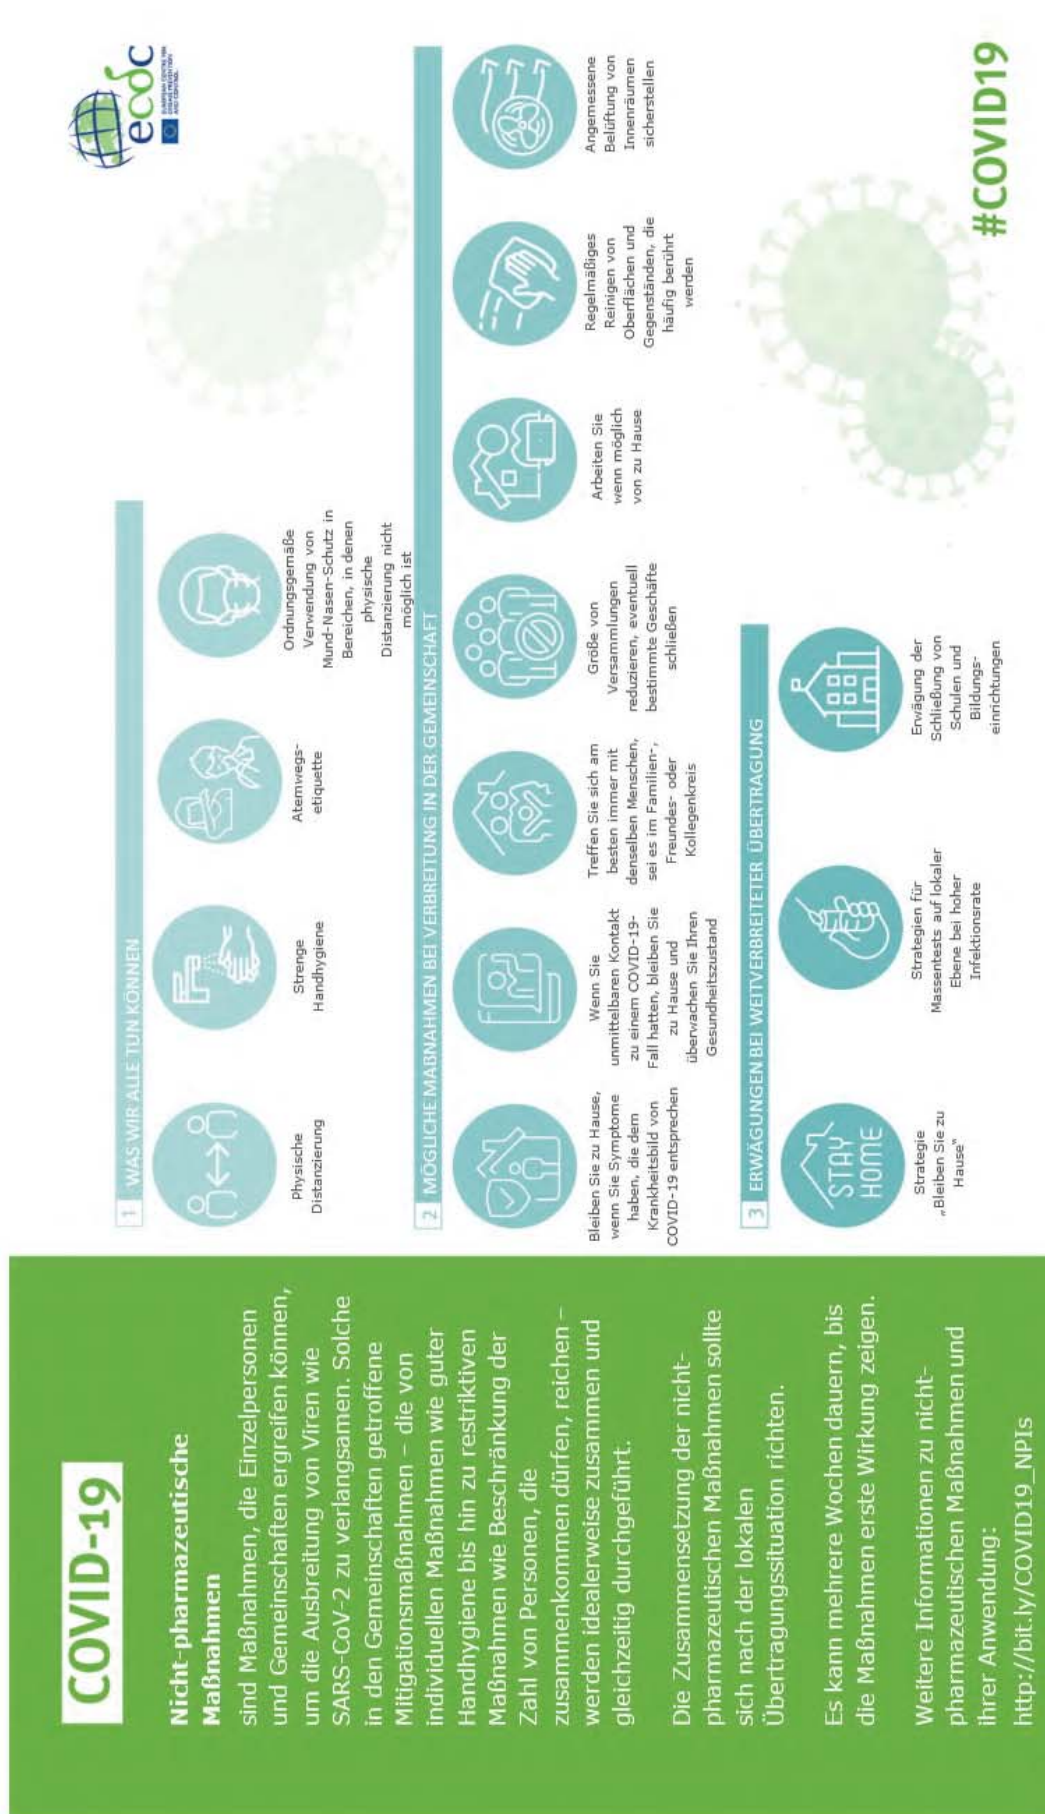 COVID-19
Nicht-pharmazeutische
Maßnahmen
sind Maßnahmen, die Einzelpersonen
und Gemeinschaften ergreifen können,
um die Ausbreitung von Viren wie
SARS-CoV-2 zu verlangsamen. Solche
in den Gemeinschaften getroffene
Mitigationsmaßnahmen – die von
individuellen Maßnahmen wie guter
Handhygiene bis hin zu restriktiven
Maßnahmen wie Beschränkung der
Zahl von Personen, die
zusammenkommen dürfen, reichen –
werden idealerweise zusammen und
gleichzeitig durchgeführt.
Die Zusammensetzung der nicht-
pharmazeutischen Maßnahmen sollte
sich nach der lokalen
Übertragungssituation richten.
Es kann mehrere Wochen dauern, bis
die Maßnahmen erste Wirkung zeigen.
Weitere Informationen zu nicht-
pharmazeutischen Maßnahmen und
ihrer Anwendung:
http://bit.ly/COVID19_NPIs
ecdc
EUROPEAN CENTRE FOR
DISEASE PREVENTION
AND CONTROL
1 WAS WIR ALLE TUN KÖNNEN
Physische
Distanzierung
Strenge
Handhygiene
Atemwegs-
etiquette
Ordnungsgemäße
Verwendung von
Mund-Nasen-Schutz in
Bereichen, in denen
physische
Distanzierung nicht
möglich ist
2 MÖGLICHE MAßNAHMEN BEI VERBREITUNG IN DER GEMEINSCHAFT
Bleiben Sie zu Hause,
wenn Sie Symptome
haben, die dem
Krankheitsbild von
COVID-19 entsprechen
Wenn Sie
unmittelbaren Kontakt
zu einem COVID-19-
Fall hatten, bleiben Sie
zu Hause und
überwachen Sie Ihren
Gesundheitszustand
Treffen Sie sich am
besten immer mit
denselben Menschen,
sei es im Familien-,
Freundes- oder
Kollegenkreis
Größe von
Versammlungen
reduzieren, eventuell
bestimmte Geschäfte
schließen
Arbeiten Sie
wenn möglich
von zu Hause
Regelmäßiges
Reinigen von
Oberflächen und
Gegenständen, die
häufig berührt
werden
Angemessene
Belüftung von
Innenräumen
sicherstellen
3 ERWÄGUNGEN BEI WEITVERBREITETER ÜBERTRAGUNG
STAY
HOME
Strategie
„Bleiben Sie zu
Hause“
Strategien für
Massentests auf lokaler
Ebene bei hoher
Infektionsrate
Erwägung der
Schließung von
Schulen und
Bildungs-
einrichtungen
#COVID19